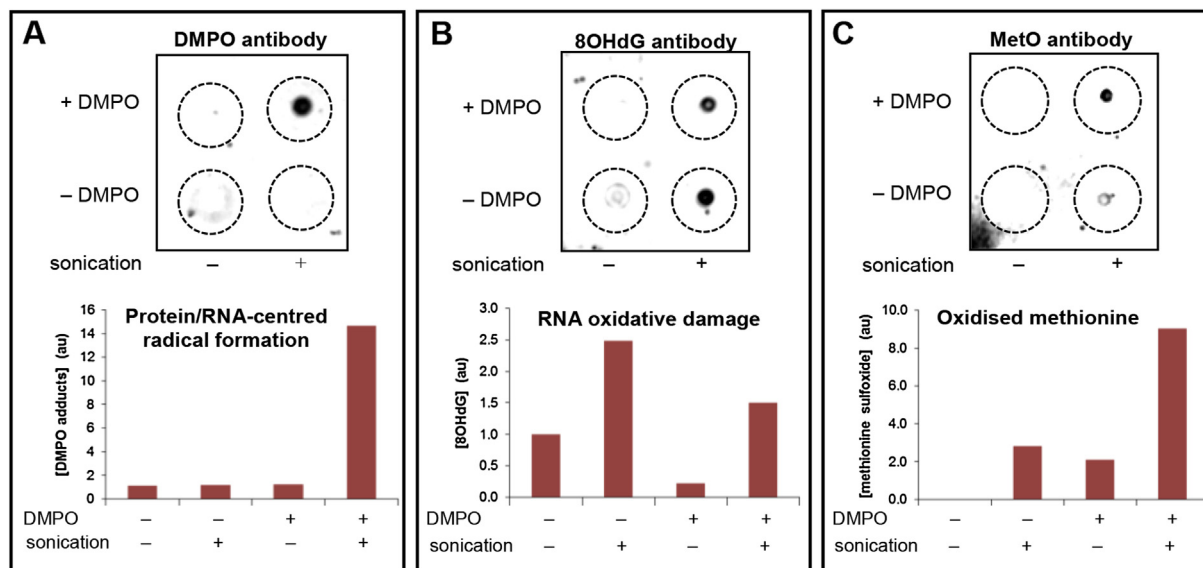 A
DMPO antibody
+ DMPO
– DMPO
sonication – +
Protein/RNA-centred
radical formation
[DMPO adducts] (au)
16
14
12
10
8
6
4
2
0
DMPO – – + +
sonication – + – +
B
8OHdG antibody
+ DMPO
– DMPO
sonication – +
RNA oxidative damage
[8OHdG] (au)
3.0
2.5
2.0
1.5
1.0
0.5
0.0
DMPO – – + +
sonication – + – +
C
MetO antibody
+ DMPO
– DMPO
sonication – +
Oxidised methionine
[methionine sulfoxide] (au)
10.0
8.0
6.0
4.0
2.0
0.0
DMPO – – + +
sonication – + – +